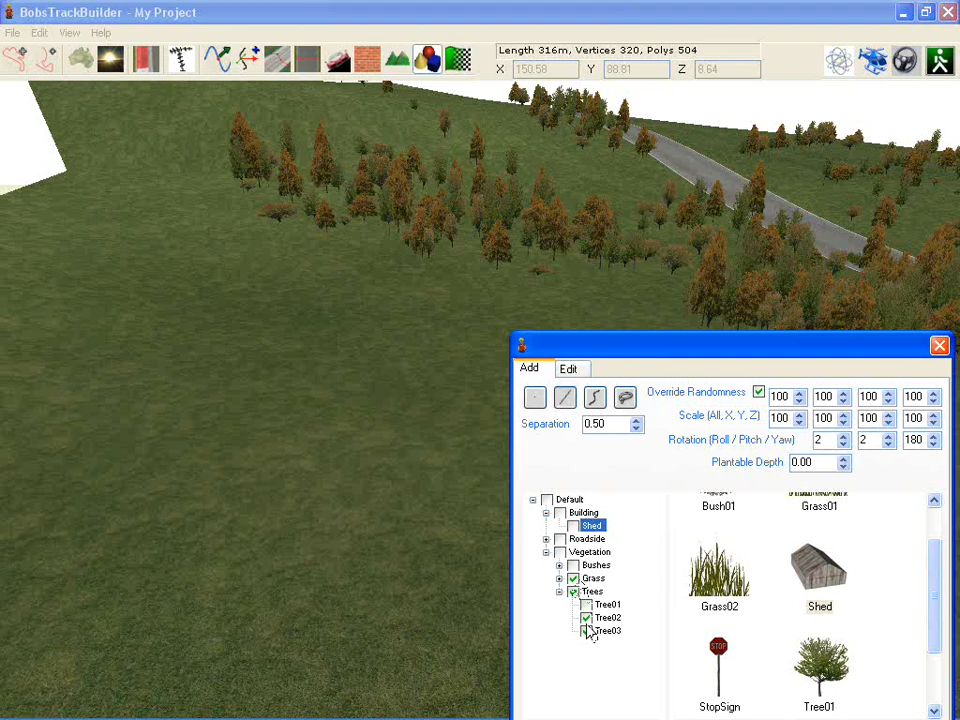 BobsTrackBuilder - My Project
File Edit View Help
Length 316m, Vertices 320, Polys 504
X 150.58 Y 88.81 Z 8.64
Add Edit
Override Randomness 100 100 100 100
Scale (All, X, Y, Z) 100 100 100 100
Separation 0.50
Rotation (Roll / Pitch / Yaw) 2 2 180
Plantable Depth 0.00
Default
Building
Shed
Roadside
Vegetation
Bushes
Grass
Trees
Tree01
Tree02
Tree03
Bush01 Grass01
Grass02 Shed
STOP
StopSign Tree01